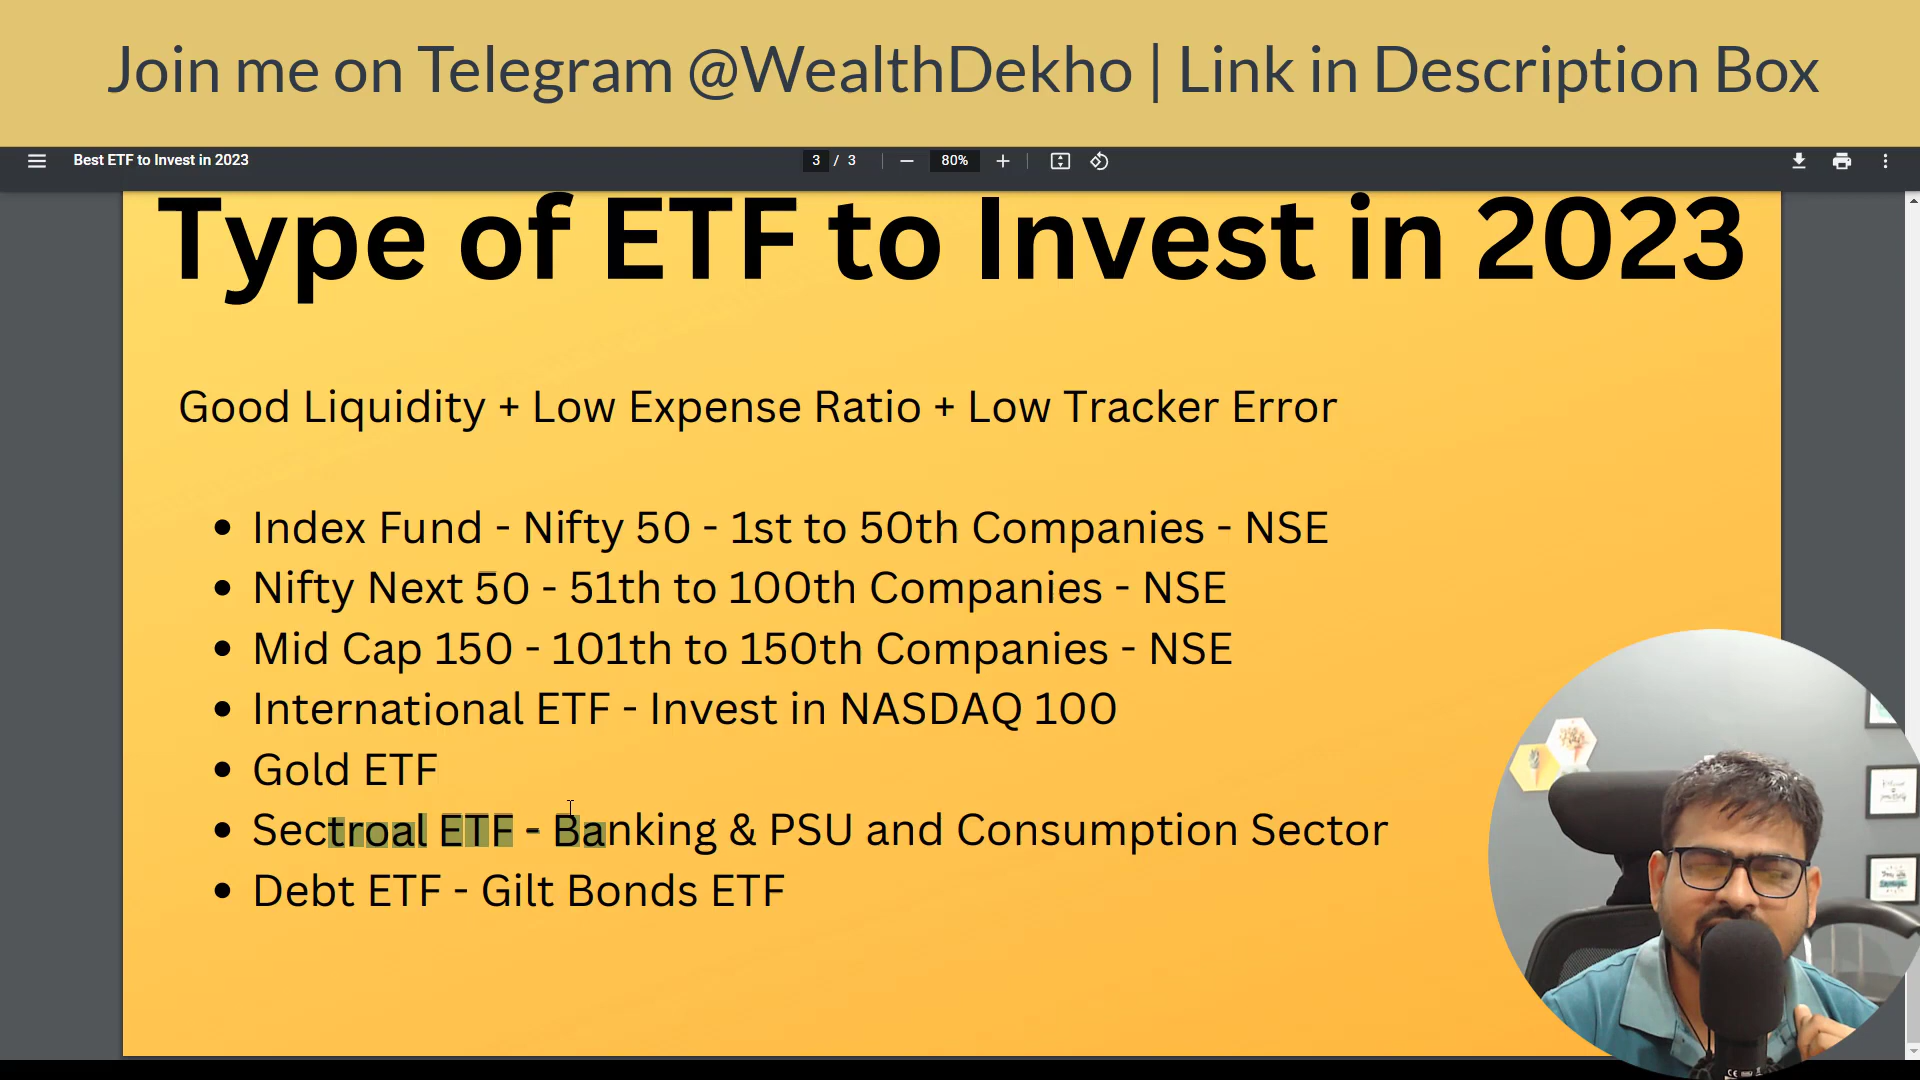 Join me on Telegram @WealthDekho | Link in Description Box
Best ETF to Invest in 2023
3 / 3
80%
Type of ETF to Invest in 2023
Good Liquidity + Low Expense Ratio + Low Tracker Error
• Index Fund - Nifty 50 - 1st to 50th Companies - NSE
• Nifty Next 50 - 51th to 100th Companies - NSE
• Mid Cap 150 - 101th to 150th Companies - NSE
• International ETF - Invest in NASDAQ 100
• Gold ETF
• Sectroal ETF - Banking & PSU and Consumption Sector
• Debt ETF - Gilt Bonds ETF